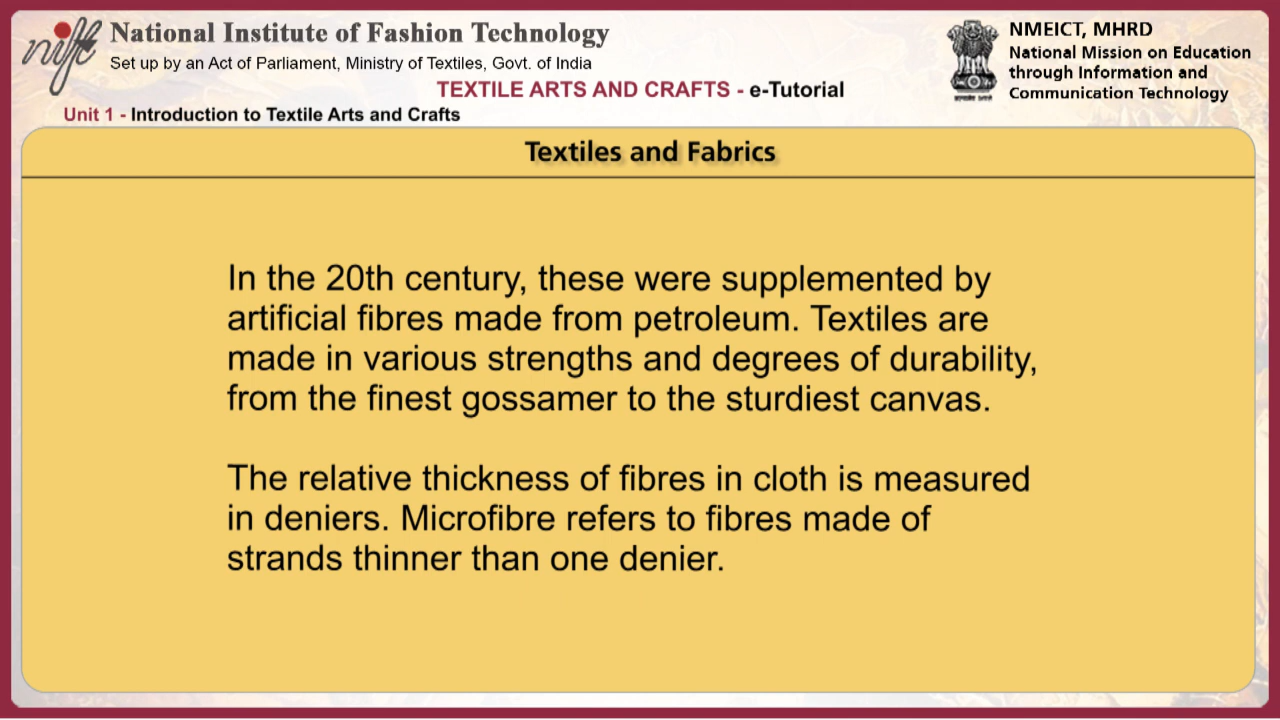 nift
National Institute of Fashion Technology
Set up by an Act of Parliament, Ministry of Textiles, Govt. of India
NMEICT, MHRD
National Mission on Education
through Information and
Communication Technology
TEXTILE ARTS AND CRAFTS - e-Tutorial
Unit 1 - Introduction to Textile Arts and Crafts
Textiles and Fabrics
In the 20th century, these were supplemented by
artificial fibres made from petroleum. Textiles are
made in various strengths and degrees of durability,
from the finest gossamer to the sturdiest canvas.
The relative thickness of fibres in cloth is measured
in deniers. Microfibre refers to fibres made of
strands thinner than one denier.